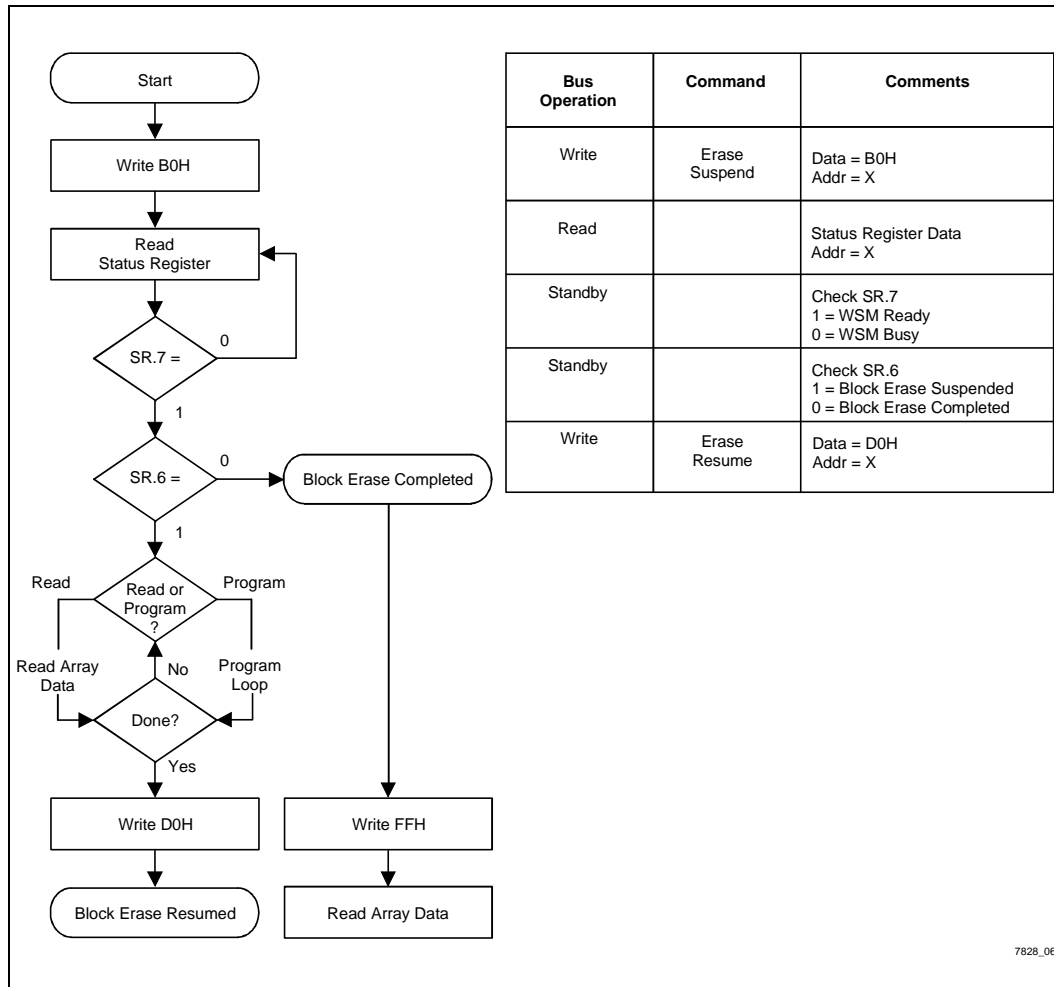 Start
Write B0H
Read
Status Register
SR.7 =
0
1
SR.6 =
0
Block Erase Completed
1
Read
Read or
Program
?
Program
Read Array
Data
No
Program
Loop
Done?
Yes
Write D0H
Write FFH
Block Erase Resumed
Read Array Data
Bus
Operation
Command
Comments
Write
Erase
Suspend
Data = B0H
Addr = X
Read
Status Register Data
Addr = X
Standby
Check SR.7
1 = WSM Ready
0 = WSM Busy
Standby
Check SR.6
1 = Block Erase Suspended
0 = Block Erase Completed
Write
Erase
Resume
Data = D0H
Addr = X
7828_06